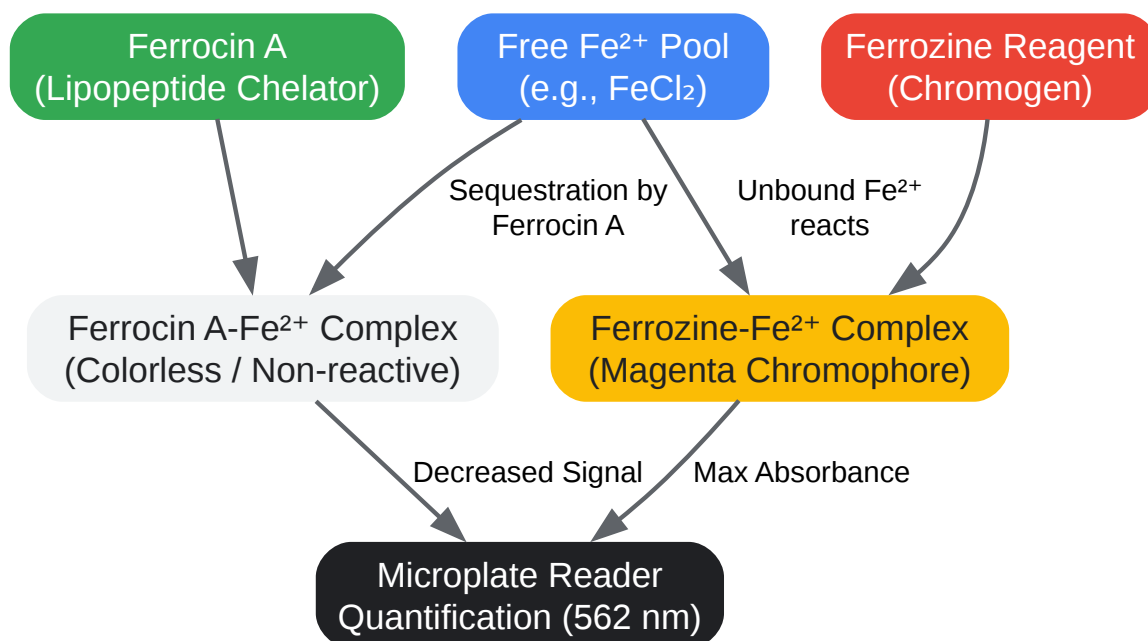 Ferrocin A
(Lipopeptide Chelator)
Free Fe²⁺ Pool
(e.g., FeCl₂)
Ferrozine Reagent
(Chromogen)
Sequestration by
Ferrocin A
Unbound Fe²⁺
reacts
Ferrocin A-Fe²⁺ Complex
(Colorless / Non-reactive)
Ferrozine-Fe²⁺ Complex
(Magenta Chromophore)
Decreased Signal
Max Absorbance
Microplate Reader
Quantification (562 nm)